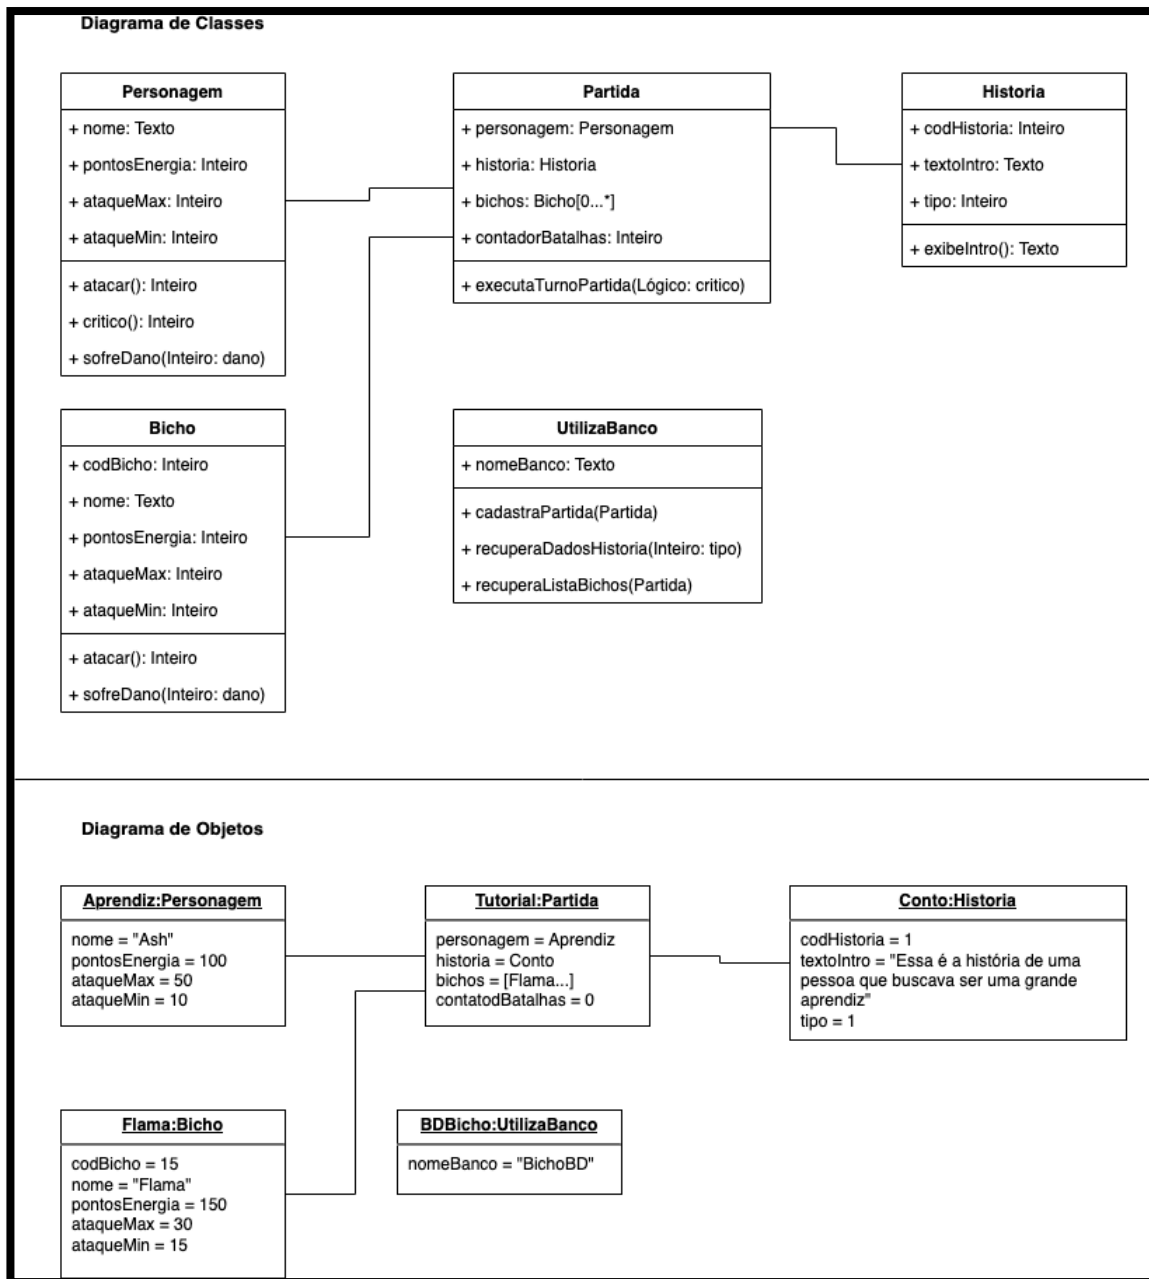 Diagrama de Classes
Personagem
+ nome: Texto
+ pontosEnergia: Inteiro
+ ataqueMax: Inteiro
+ ataqueMin: Inteiro
+ atacar(): Inteiro
+ critico(): Inteiro
+ sofreDano(Inteiro: dano)
Partida
+ personagem: Personagem
+ historia: Historia
+ bichos: Bicho[0...*]
+ contadorBatalhas: Inteiro
+ executaTurnoPartida(Lógico: critico)
Historia
+ codHistoria: Inteiro
+ textoIntro: Texto
+ tipo: Inteiro
+ exibeIntro(): Texto
Bicho
+ codBicho: Inteiro
+ nome: Texto
+ pontosEnergia: Inteiro
+ ataqueMax: Inteiro
+ ataqueMin: Inteiro
+ atacar(): Inteiro
+ sofreDano(Inteiro: dano)
UtilizaBanco
+ nomeBanco: Texto
+ cadastraPartida(Partida)
+ recuperaDadosHistoria(Inteiro: tipo)
+ recuperaListaBichos(Partida)
Diagrama de Objetos
Aprendiz:Personagem
nome = "Ash"
pontosEnergia = 100
ataqueMax = 50
ataqueMin = 10
Tutorial:Partida
personagem = Aprendiz
historia = Conto
bichos = [Flama...]
contatodBatalhas = 0
Conto:Historia
codHistoria = 1
textoIntro = "Essa é a história de uma
pessoa que buscava ser uma grande
aprendiz"
tipo = 1
Flama:Bicho
codBicho = 15
nome = "Flama"
pontosEnergia = 150
ataqueMax = 30
ataqueMin = 15
BDBicho:UtilizaBanco
nomeBanco = "BichoBD"